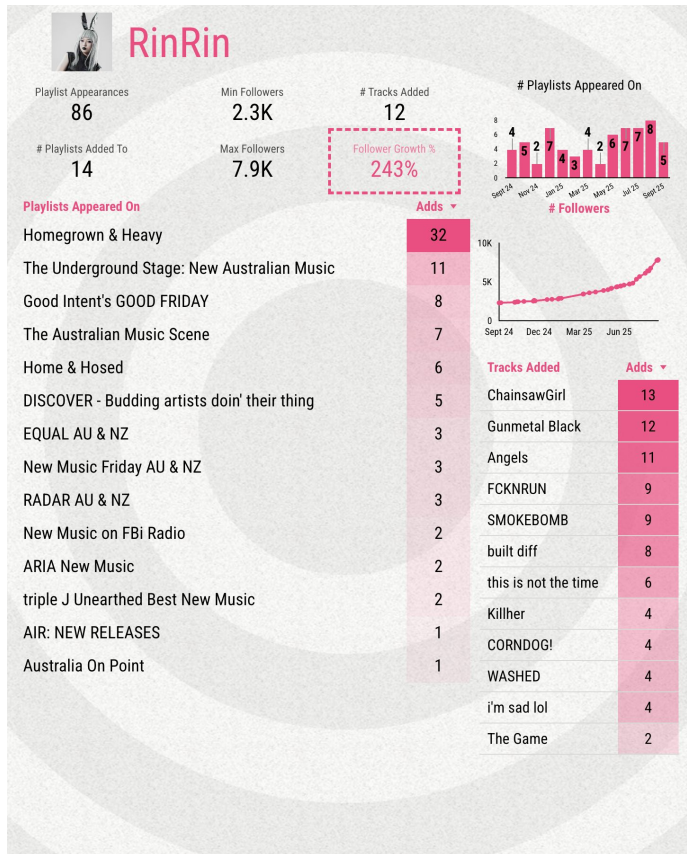 RinRin
Playlist Appearances
86
Min Followers
2.3K
# Tracks Added
12
# Playlists Added To
14
Max Followers
7.9K
Follower Growth %
243%
# Playlists Appeared On
8
6
4
2
0
4
5
2
7
4
3
4
2
6
7
7
8
5
Sept 24
Nov 24
Jan 25
Mar 25
May 25
Jul 25
Sept 25
# Followers
10K
5K
0
Sept 24
Dec 24
Mar 25
Jun 25
Playlists Appeared On Adds
Homegrown & Heavy 32
The Underground Stage: New Australian Music 11
Good Intent's GOOD FRIDAY 8
The Australian Music Scene 7
Home & Hosed 6
DISCOVER - Budding artists doin' their thing 5
EQUAL AU & NZ 3
New Music Friday AU & NZ 3
RADAR AU & NZ 3
New Music on FBi Radio 2
ARIA New Music 2
triple J Unearthed Best New Music 2
AIR: NEW RELEASES 1
Australia On Point 1
Tracks Added Adds
ChainsawGirl 13
Gunmetal Black 12
Angels 11
FCKNRUN 9
SMOKEBOMB 9
built diff 8
this is not the time 6
Killher 4
CORNDOG! 4
WASHED 4
i'm sad lol 4
The Game 2